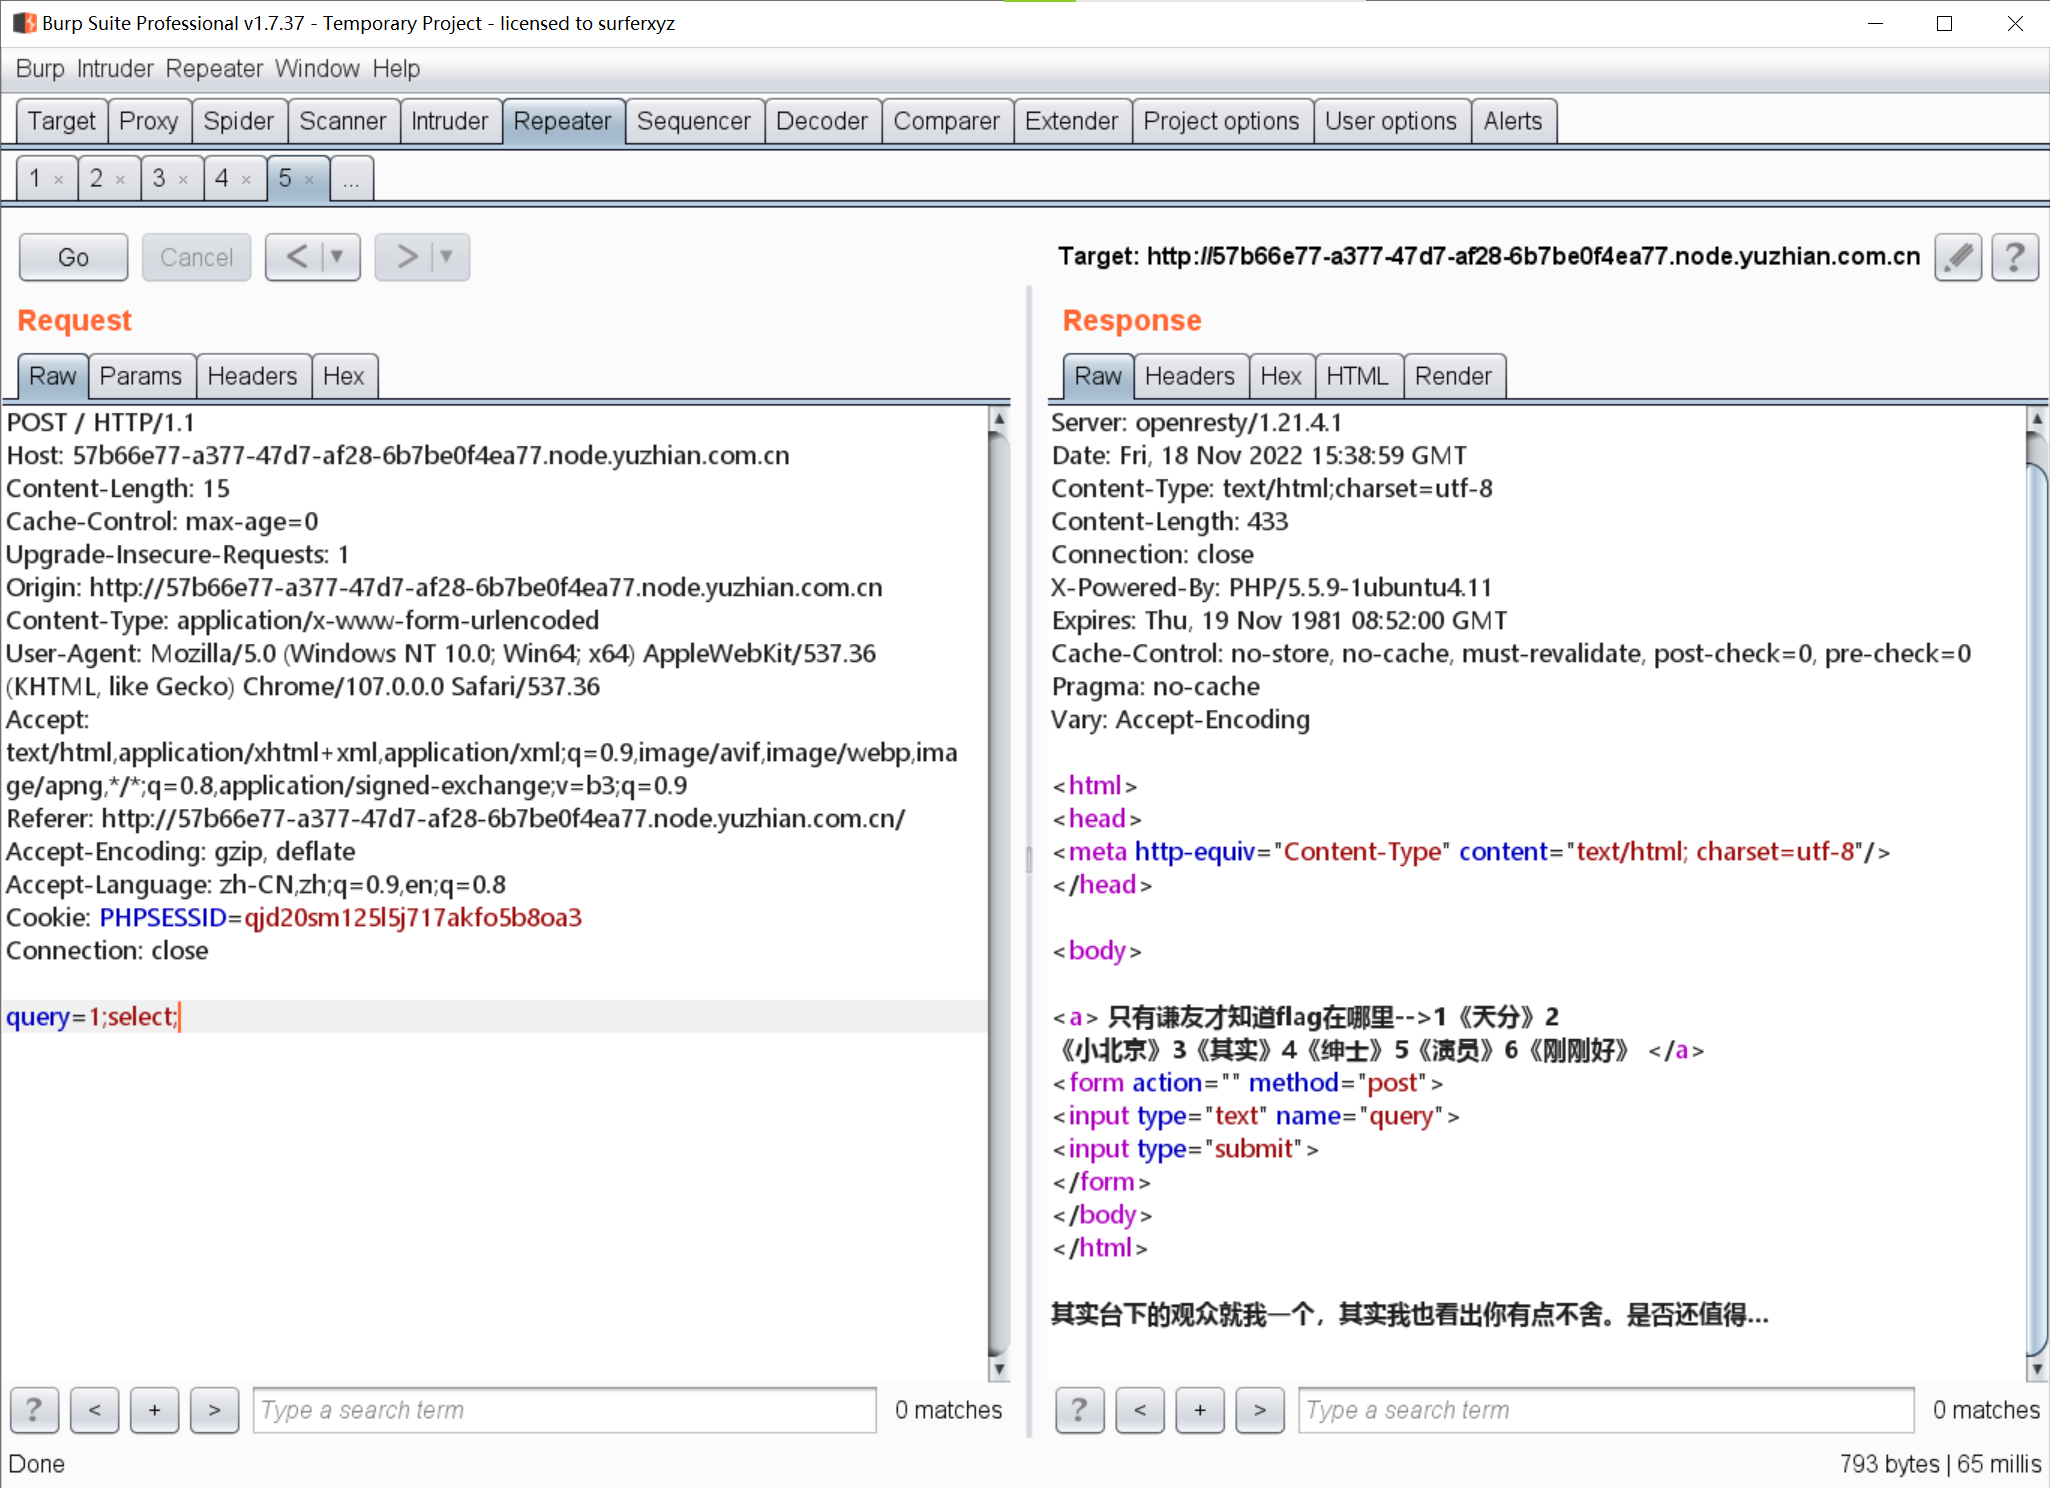 Burp Suite Professional v1.7.37 - Temporary Project - licensed to surferxyz
Burp Intruder Repeater Window Help
Target Proxy Spider Scanner Intruder Repeater Sequencer Decoder Comparer Extender Project options User options Alerts
1 × 2 × 3 × 4 × 5 × ...
Go Cancel < > Target: http://57b66e77-a377-47d7-af28-6b7be0f4ea77.node.yuzhian.com.cn ?
Request
Raw Params Headers Hex
POST / HTTP/1.1
Host: 57b66e77-a377-47d7-af28-6b7be0f4ea77.node.yuzhian.com.cn
Content-Length: 15
Cache-Control: max-age=0
Upgrade-Insecure-Requests: 1
Origin: http://57b66e77-a377-47d7-af28-6b7be0f4ea77.node.yuzhian.com.cn
Content-Type: application/x-www-form-urlencoded
User-Agent: Mozilla/5.0 (Windows NT 10.0; Win64; x64) AppleWebKit/537.36
(KHTML, like Gecko) Chrome/107.0.0.0 Safari/537.36
Accept:
text/html,application/xhtml+xml,application/xml;q=0.9,image/avif,image/webp,ima
ge/apng,*/*;q=0.8,application/signed-exchange;v=b3;q=0.9
Referer: http://57b66e77-a377-47d7-af28-6b7be0f4ea77.node.yuzhian.com.cn/
Accept-Encoding: gzip, deflate
Accept-Language: zh-CN,zh;q=0.9,en;q=0.8
Cookie: PHPSESSID=qjd20sm125l5j717akfo5b8oa3
Connection: close
query=1;select;
? < + > Type a search term 0 matches
Response
Raw Headers Hex HTML Render
Server: openresty/1.21.4.1
Date: Fri, 18 Nov 2022 15:38:59 GMT
Content-Type: text/html;charset=utf-8
Content-Length: 433
Connection: close
X-Powered-By: PHP/5.5.9-1ubuntu4.11
Expires: Thu, 19 Nov 1981 08:52:00 GMT
Cache-Control: no-store, no-cache, must-revalidate, post-check=0, pre-check=0
Pragma: no-cache
Vary: Accept-Encoding
<html>
<head>
<meta http-equiv="Content-Type" content="text/html; charset=utf-8"/>
</head>
<body>
<a> 只有谦友才知道flag在哪里-->1《天分》2
《小北京》3《其实》4《绅士》5《演员》6《刚刚好》 </a>
<form action="" method="post">
<input type="text" name="query">
<input type="submit">
</form>
</body>
</html>
其实台下的观众就我一个，其实我也看出你有点不舍。是否还值得...
? < + > Type a search term 0 matches
Done
793 bytes | 65 millis